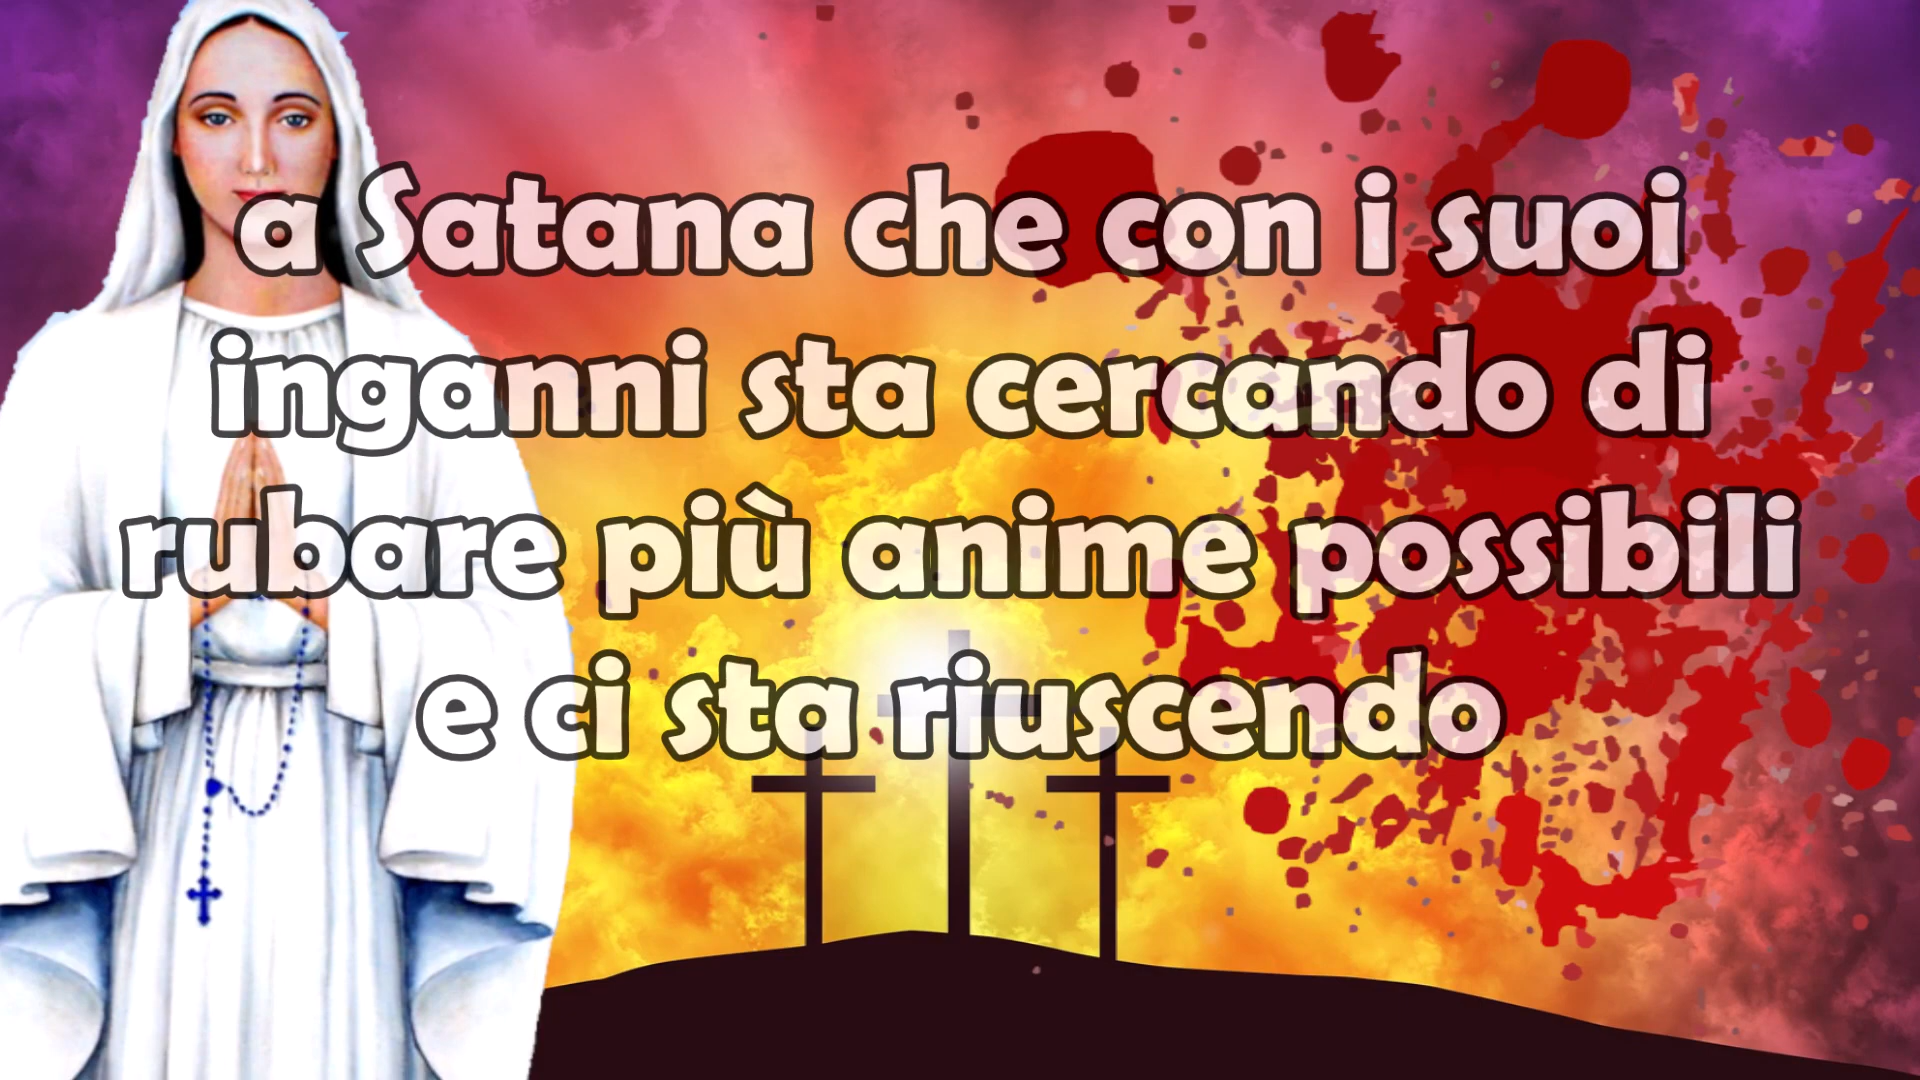 a Satana che con i suoi
inganni sta cercando di
rubare più anime possibili
e ci sta riuscendo